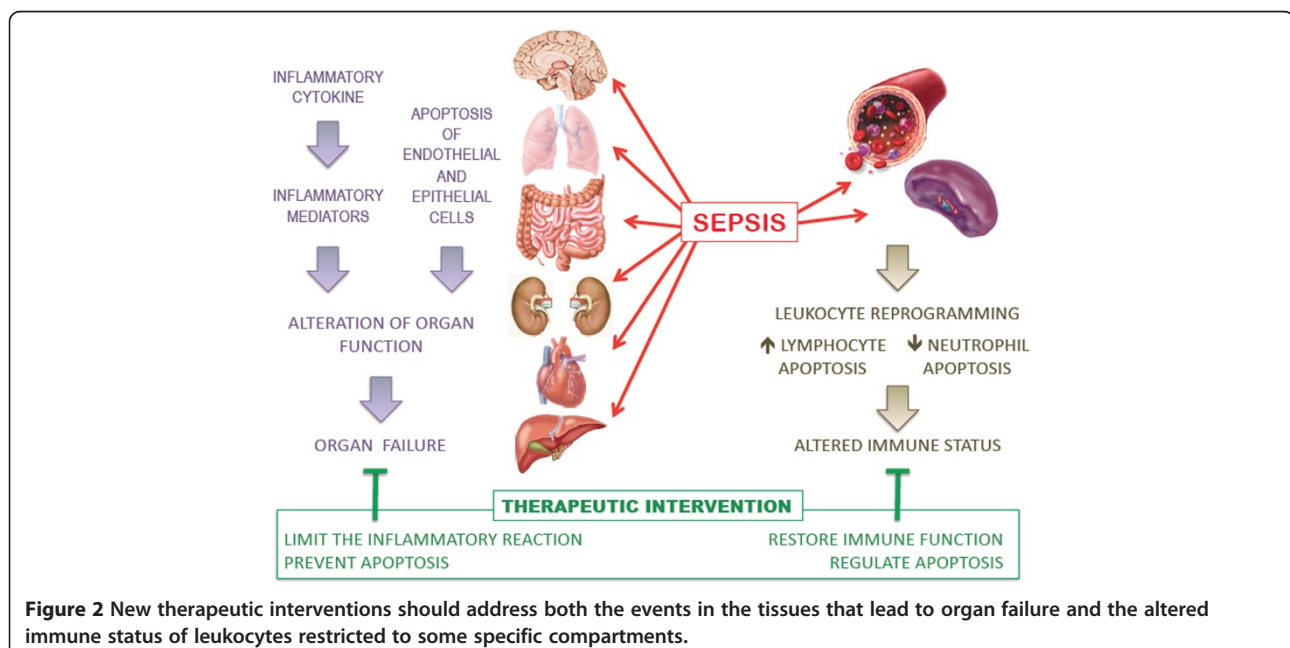 INFLAMMATORY
CYTOKINE
INFLAMMATORY
MEDIATORS
APOPTOSIS
OF
ENDOTHELIAL
AND
EPITHELIAL
CELLS
ALTERATION OF ORGAN
FUNCTION
ORGAN FAILURE
SEPSIS
LEUKOCYTE REPROGRAMMING
↑ LYMPHOCYTE
APOPTOSIS
↓ NEUTROPHIL
APOPTOSIS
ALTERED IMMUNE STATUS
THERAPEUTIC INTERVENTION
LIMIT THE INFLAMMATORY REACTION
PREVENT APOPTOSIS
RESTORE IMMUNE FUNCTION
REGULATE APOPTOSIS
Figure 2 New therapeutic interventions should address both the events in the tissues that lead to organ failure and the altered
immune status of leukocytes restricted to some specific compartments.